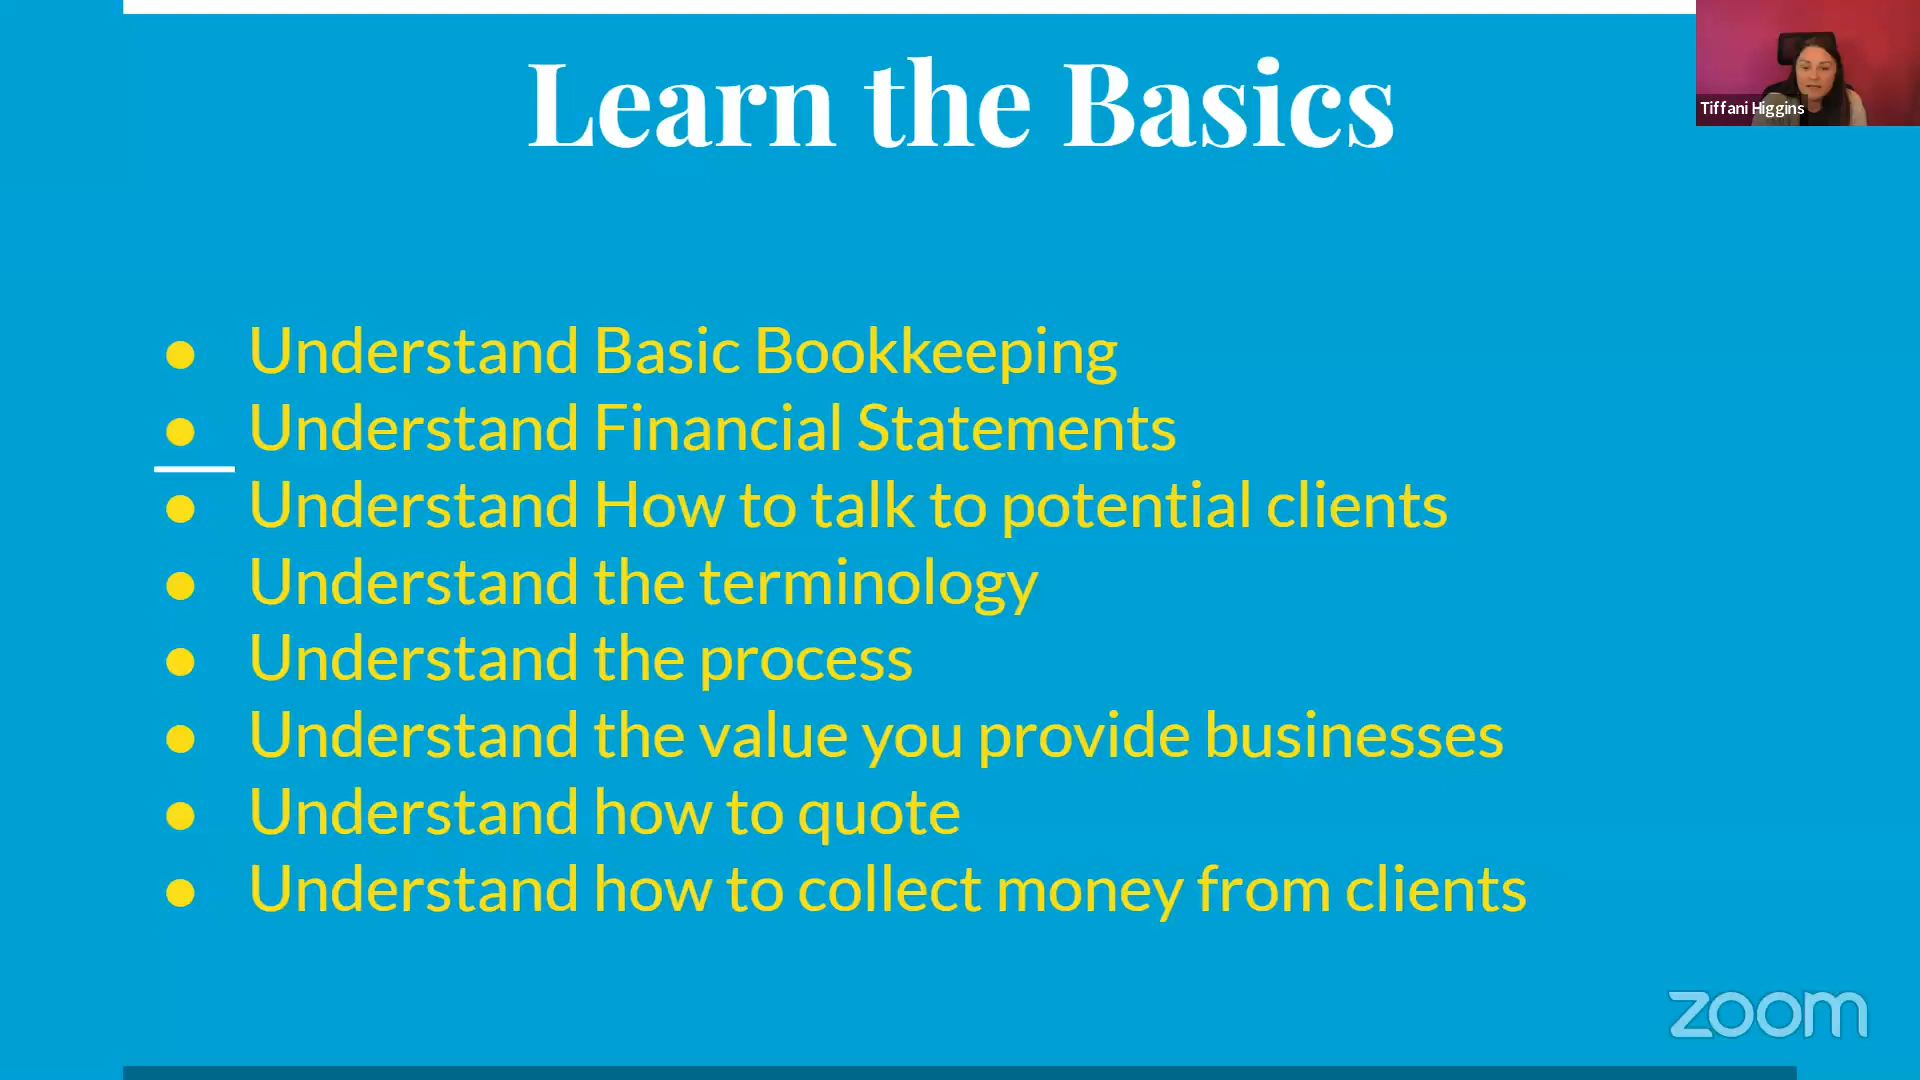 Learn the Basics
Tiffani Higgins
● Understand Basic Bookkeeping
● Understand Financial Statements
● Understand How to talk to potential clients
● Understand the terminology
● Understand the process
● Understand the value you provide businesses
● Understand how to quote
● Understand how to collect money from clients
zoom